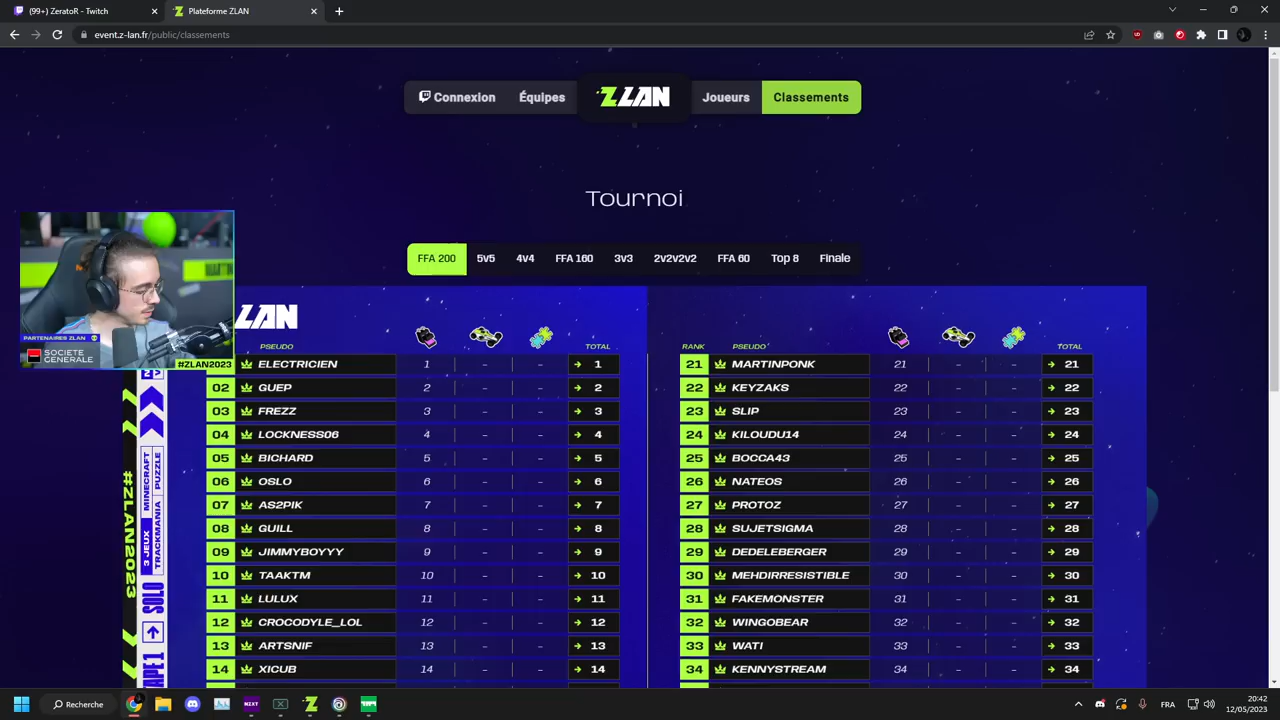 (99+) ZeratoR - Twitch
Plateforme ZLAN
event.z-lan.fr/public/classements
Connexion
Équipes
ZLAN
Joueurs
Classements
Tournoi
FFA 200
5v5
4v4
FFA 160
3v3
2v2v2v2
FFA 60
Top 8
Finale
PARTENAIRES ZLAN
SOCIETE
GENERALE
#ZLAN2023
LAN
PSEUDO TOTAL
ELECTRICIEN 1 1
02 GUEP 2 - - 2
03 FREZZ 3 - - 3
04 LOCKNESS06 4 - - 4
05 BICHARD 5 - - 5
06 OSLO 6 - - 6
07 AS2PIK 7 - - 7
08 GUILL 8 - - 8
09 JIMMYBOYYY 9 - - 9
10 TAAKTM 10 - - 10
11 LULUX 11 - - 11
12 CROCODYLE_LOL 12 - - 12
13 ARTSNIF 13 - - 13
14 XICUB 14 - - 14
RANK PSEUDO TOTAL
21 MARTINPONK 21 - - 21
22 KEYZAKS 22 - - 22
23 SLIP 23 - - 23
24 KILOUDU14 24 - - 24
25 BOCCA43 25 - - 25
26 NATEOS 26 - - 26
27 PROTOZ 27 - - 27
28 SUJETSIGMA 28 - - 28
29 DEDELEBERGER 29 - - 29
30 MEHDIRRESISTIBLE 30 - - 30
31 FAKEMONSTER 31 - - 31
32 WINGOBEAR 32 - - 32
33 WATI 33 - - 33
34 KENNYSTREAM 34 - - 34
#ZLAN2023
3 JEUX
MINECRAFT
TRACKMANIA
PUZZLE
SOLO
Recherche
NEXT
FRA
20:42
12/05/2023